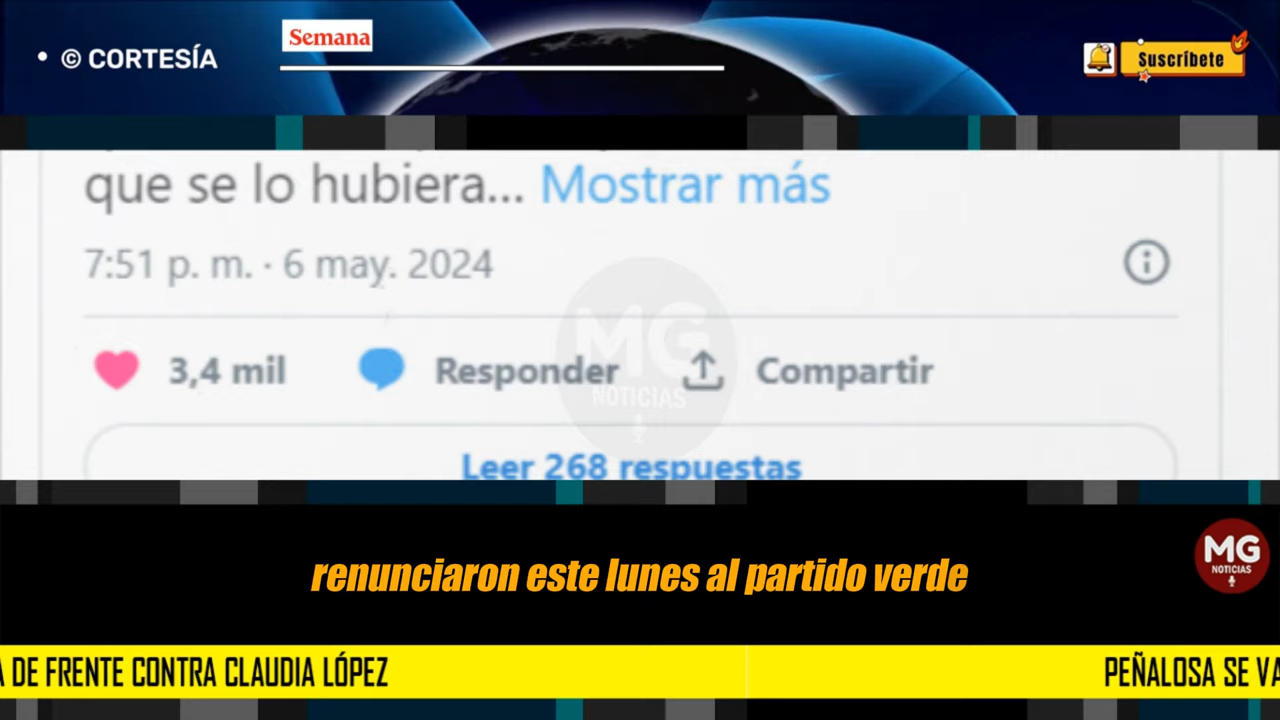 • © CORTESÍA
Semana
Suscríbete
que se lo hubiera... Mostrar más
7:51 p. m. · 6 may. 2024
3,4 mil
Responder
Compartir
MG
NOTICIAS
Leer 268 respuestas
renunciaron este lunes al partido verde
MG
NOTICIAS
A DE FRENTE CONTRA CLAUDIA LÓPEZ
PEÑALOSA SE VA